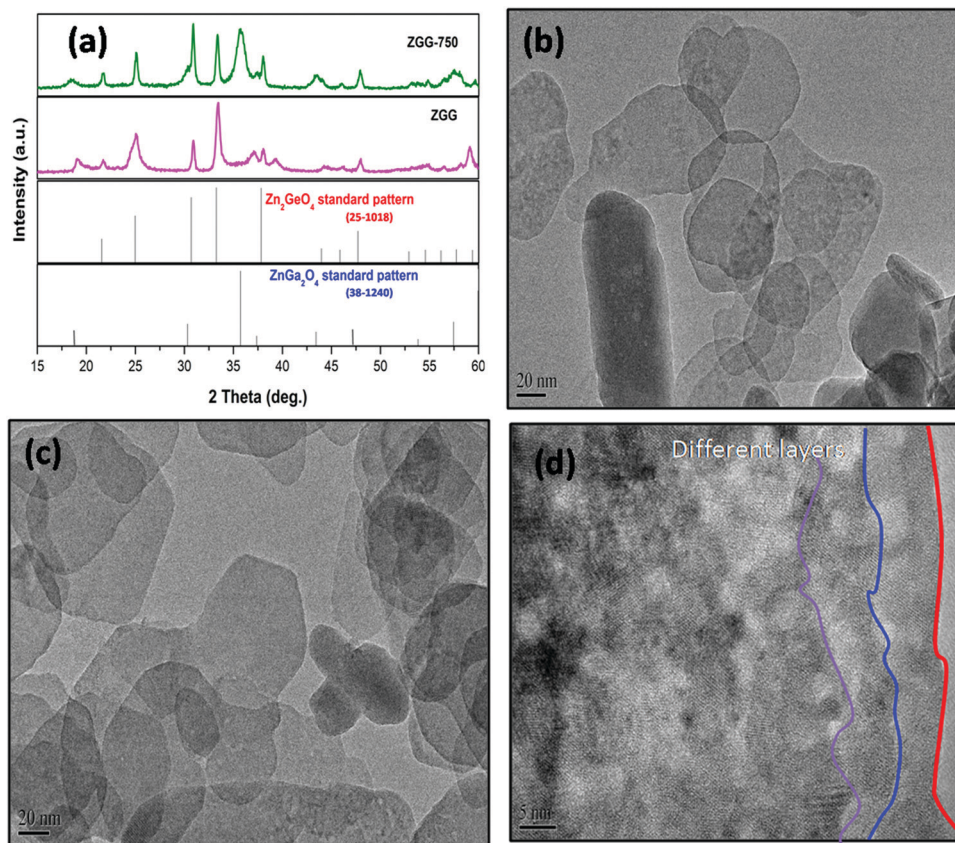 (a)
ZGG-750
ZGG
Zn₂GeO₄ standard pattern
(25-1018)
ZnGa₂O₄ standard pattern
(38-1240)
Intensity (a.u.)
15 20 25 30 35 40 45 50 55 60
2 Theta (deg.)
(b)
20 nm
(c)
20 nm
(d)
Different layers
5 nm